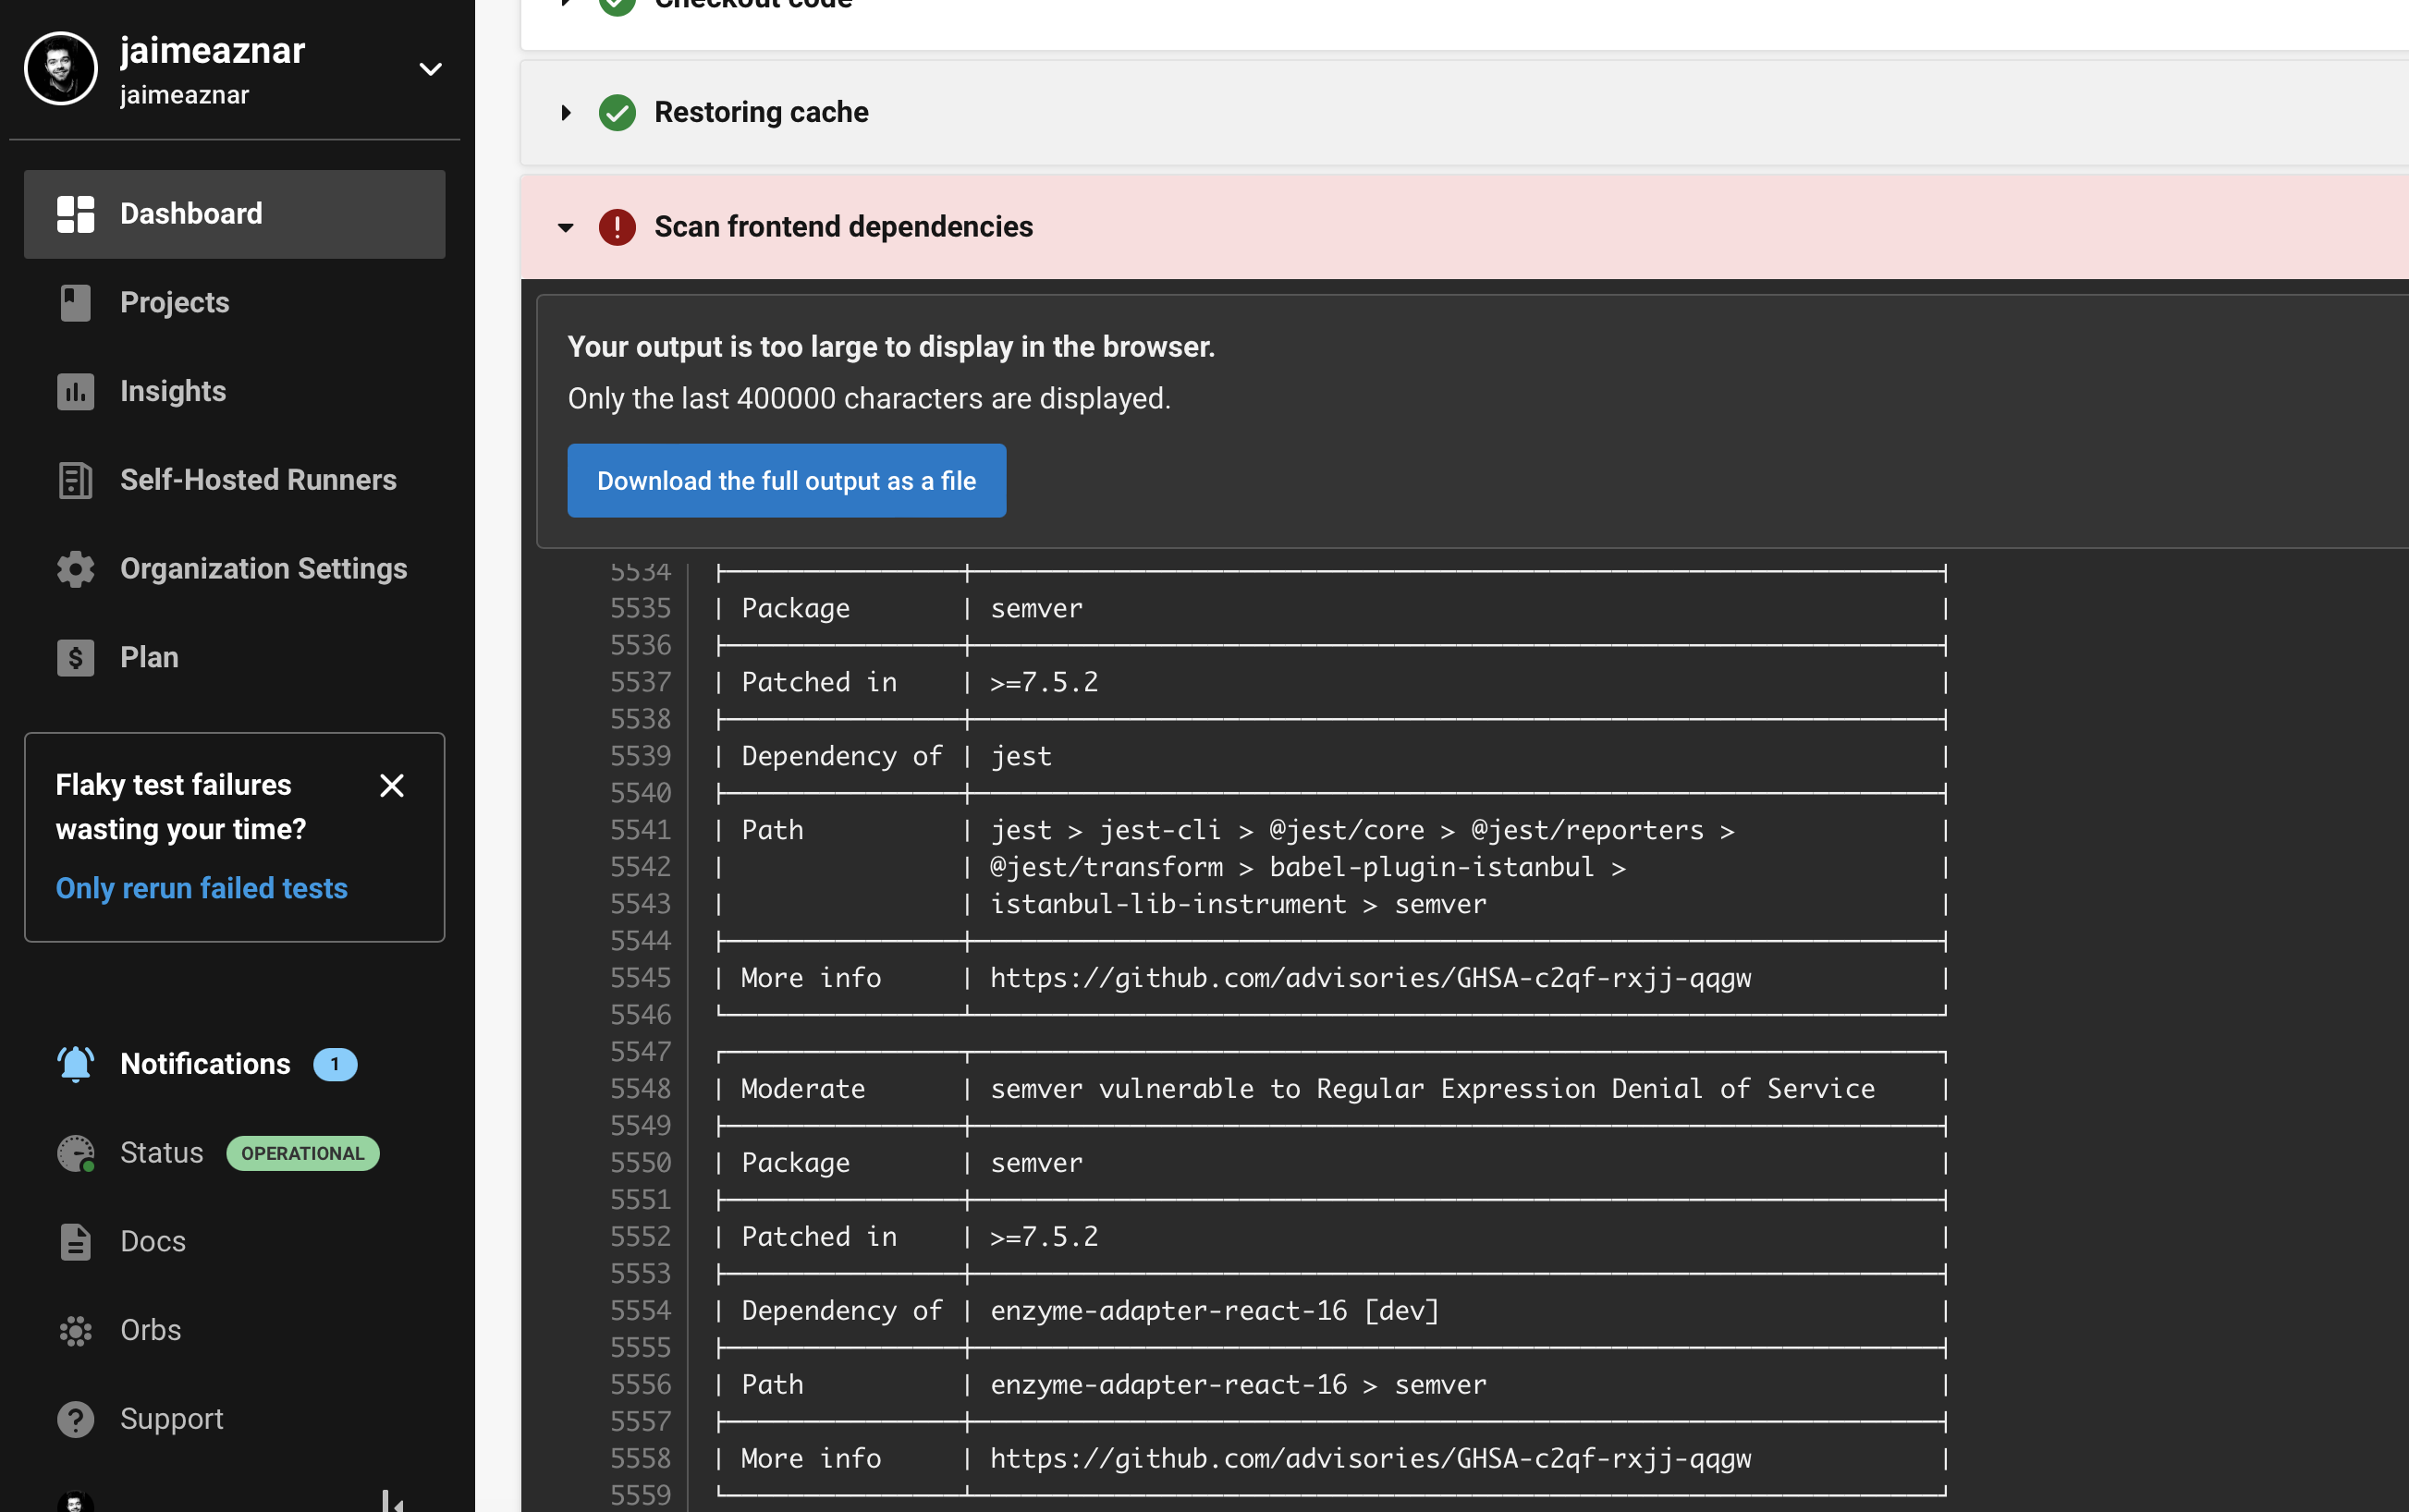 jaimeaznar
jaimeaznar
Dashboard
Projects
Insights
Self-Hosted Runners
Organization Settings
Plan
Flaky test failures
wasting your time?
Only rerun failed tests
Notifications 1
Status OPERATIONAL
Docs
Orbs
Support
Checkout code
Restoring cache
Scan frontend dependencies
Your output is too large to display in the browser.
Only the last 400000 characters are displayed.
Download the full output as a file
5534
5535 | Package | semver |
5536
5537 | Patched in | >=7.5.2 |
5538
5539 | Dependency of | jest |
5540
5541 | Path | jest > jest-cli > @jest/core > @jest/reporters > |
5542 | | @jest/transform > babel-plugin-istanbul > |
5543 | | istanbul-lib-instrument > semver |
5544
5545 | More info | https://github.com/advisories/GHSA-c2qf-rxjj-qqgw |
5546
5547
5548 | Moderate | semver vulnerable to Regular Expression Denial of Service |
5549
5550 | Package | semver |
5551
5552 | Patched in | >=7.5.2 |
5553
5554 | Dependency of | enzyme-adapter-react-16 [dev] |
5555
5556 | Path | enzyme-adapter-react-16 > semver |
5557
5558 | More info | https://github.com/advisories/GHSA-c2qf-rxjj-qqgw |
5559